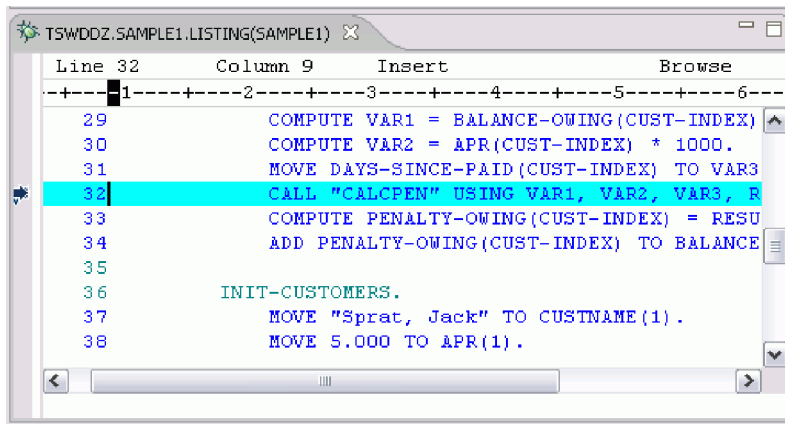 TSWDDZ.SAMPLE1.LISTING(SAMPLE1)
Line 32 Column 9 Insert Browse
-+----1----+----2----+----3----+----4----+----5----+----6---
29 COMPUTE VAR1 = BALANCE-OWING(CUST-INDEX)
30 COMPUTE VAR2 = APR(CUST-INDEX) * 1000.
31 MOVE DAYS-SINCE-PAID(CUST-INDEX) TO VAR3
32 CALL "CALCPEN" USING VAR1, VAR2, VAR3, R
33 COMPUTE PENALTY-OWING(CUST-INDEX) = RESU
34 ADD PENALTY-OWING(CUST-INDEX) TO BALANCE
35
36 INIT-CUSTOMERS.
37 MOVE "Sprat, Jack" TO CUSTNAME(1).
38 MOVE 5.000 TO APR(1).